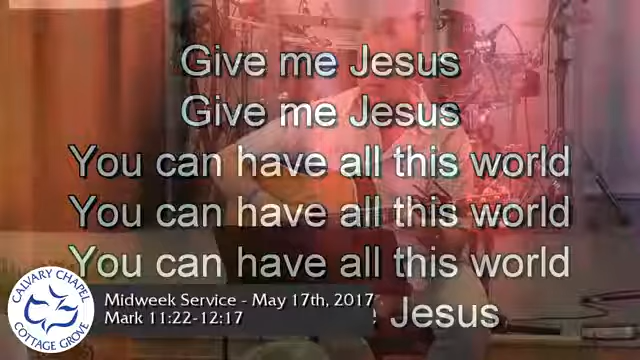 Give me Jesus
Give me Jesus
You can have all this world
You can have all this world
You can have all this world
Jesus
CALVARY CHAPEL
COTTAGE GROVE
Midweek Service - May 17th, 2017
Mark 11:22-12:17